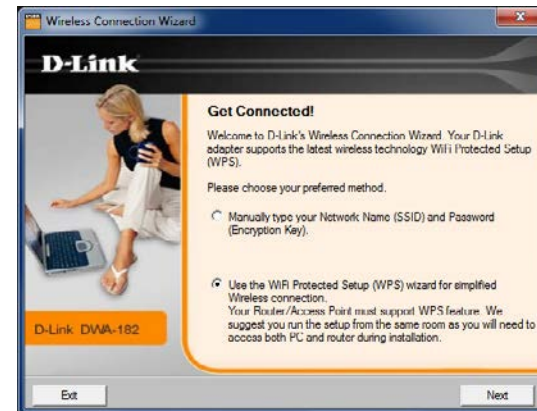 Wireless Connection Wizard
D-Link
Get Connected!
Welcome to D-Link's Wireless Connection Wizard. Your D-Link
adapter supports the latest wireless technology WiFi Protected Setup
(WPS).
Please choose your preferred method.
Manually type your Network Name (SSID) and Password
(Encryption Key).
Use the WiFi Protected Setup (WPS) wizard for simplified
Wireless connection.
Your Router/Access Point must support WPS feature. We
suggest you run the setup from the same room as you will need to
access both PC and router during installation.
D-Link DWA-182
Exit
Next